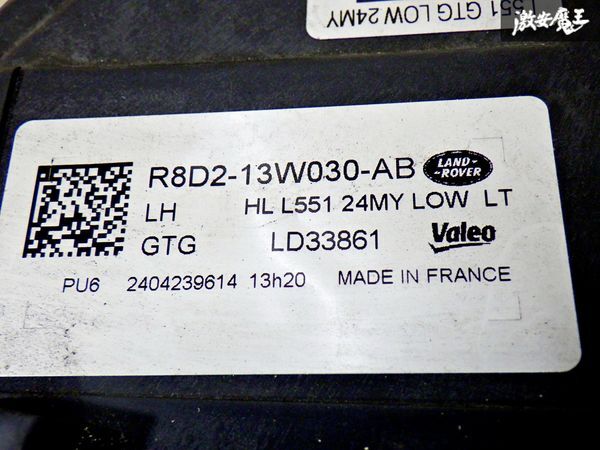 L551 GTG LOW 24MY
激安魔王
R8D2-13W030-AB
LAND-
-ROVER
LH HL L551 24MY LOW LT
GTG LD33861 Valeo
PU6 2404239614 13h20 MADE IN FRANCE